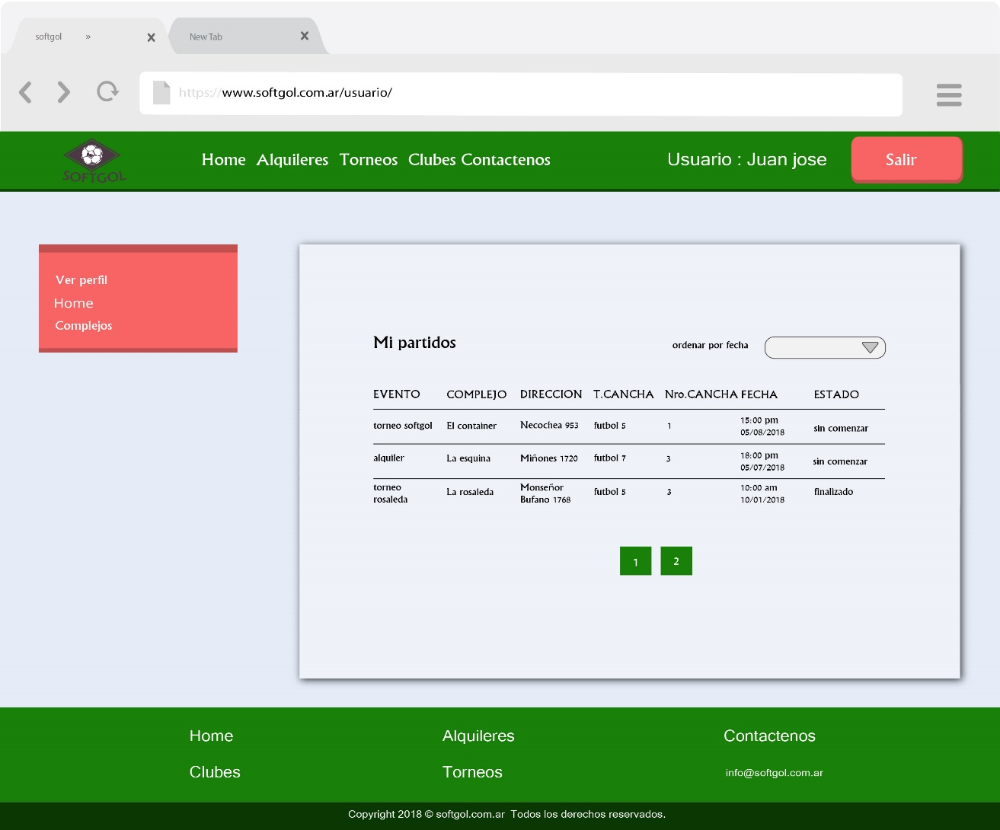 softgol »
New Tab
https://www.softgol.com.ar/usuario/
SOFTGOL
Home Alquileres Torneos Clubes Contactenos
Usuario : Juan jose
Salir
Ver perfil
Home
Complejos
Mi partidos
ordenar por fecha
EVENTO COMPLEJO DIRECCION T.CANCHA Nro.CANCHA FECHA ESTADO
torneo softgol El container Necochea 953 futbol 5 1 15:00 pm 05/08/2018 sin comenzar
alquiler La esquina Miñones 1720 futbol 7 3 18:00 pm 05/07/2018 sin comenzar
torneo rosaleda La rosaleda Monseñor Bufano 1768 futbol 5 3 10:00 am 10/01/2018 finalizado
1 2
Home Alquileres Contactenos
Clubes Torneos info@softgol.com.ar
Copyright 2018 © softgol.com.ar Todos los derechos reservados.